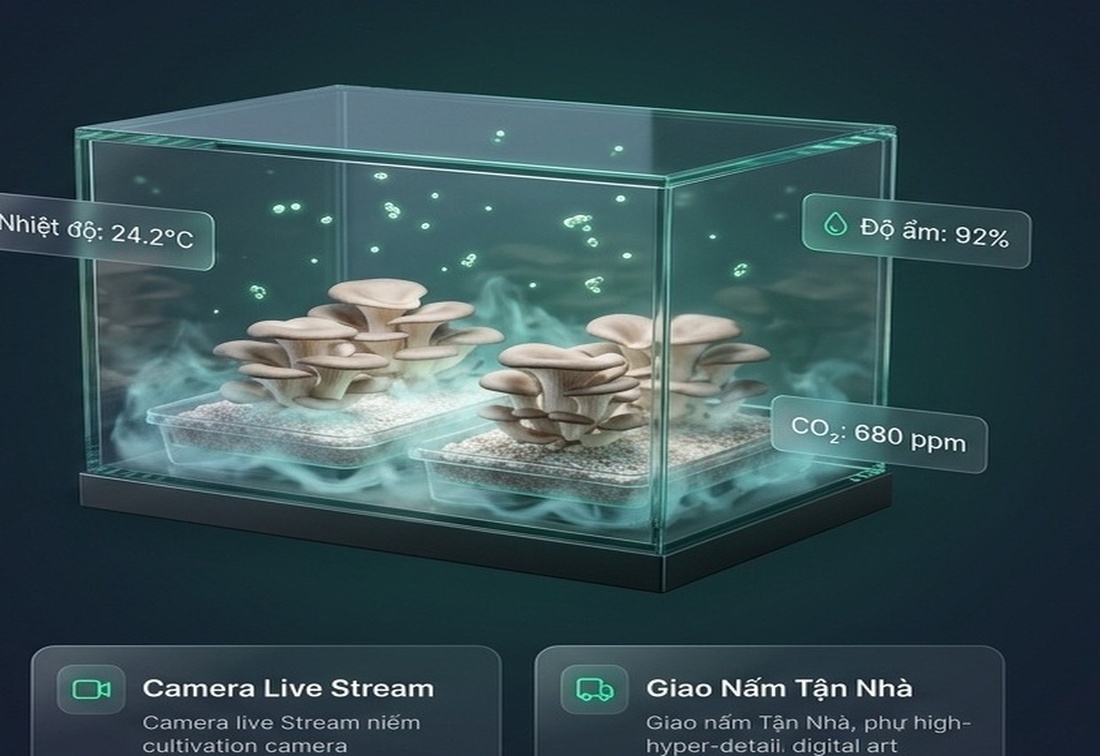 Nhiệt độ: 24.2°C
Độ ẩm: 92%
CO₂: 680 ppm
Camera Live Stream
Camera live Stream niếm
cultivation camera
Giao Nấm Tận Nhà
Giao nấm Tận Nhà, phụ high-
hyper-detail. digital art